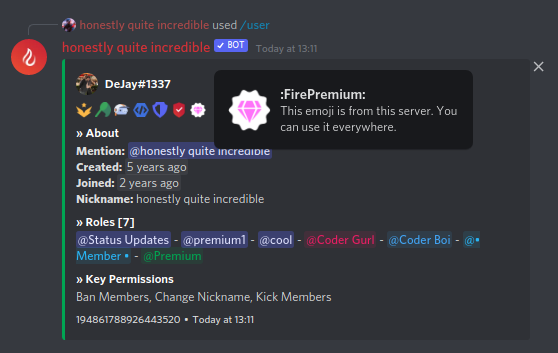 honestly quite incredible used /user
honestly quite incredible ✓ BOT Today at 13:11
DeJay#1337
:FirePremium:
This emoji is from this server. You
can use it everywhere.
» About
Mention: @honestly quite incredible
Created: 5 years ago
Joined: 2 years ago
Nickname: honestly quite incredible
» Roles [7]
@Status Updates - @premium1 - @cool - @Coder Gurl - @Coder Boi - @•
Member • - @Premium
» Key Permissions
Ban Members, Change Nickname, Kick Members
194861788926443520 • Today at 13:11